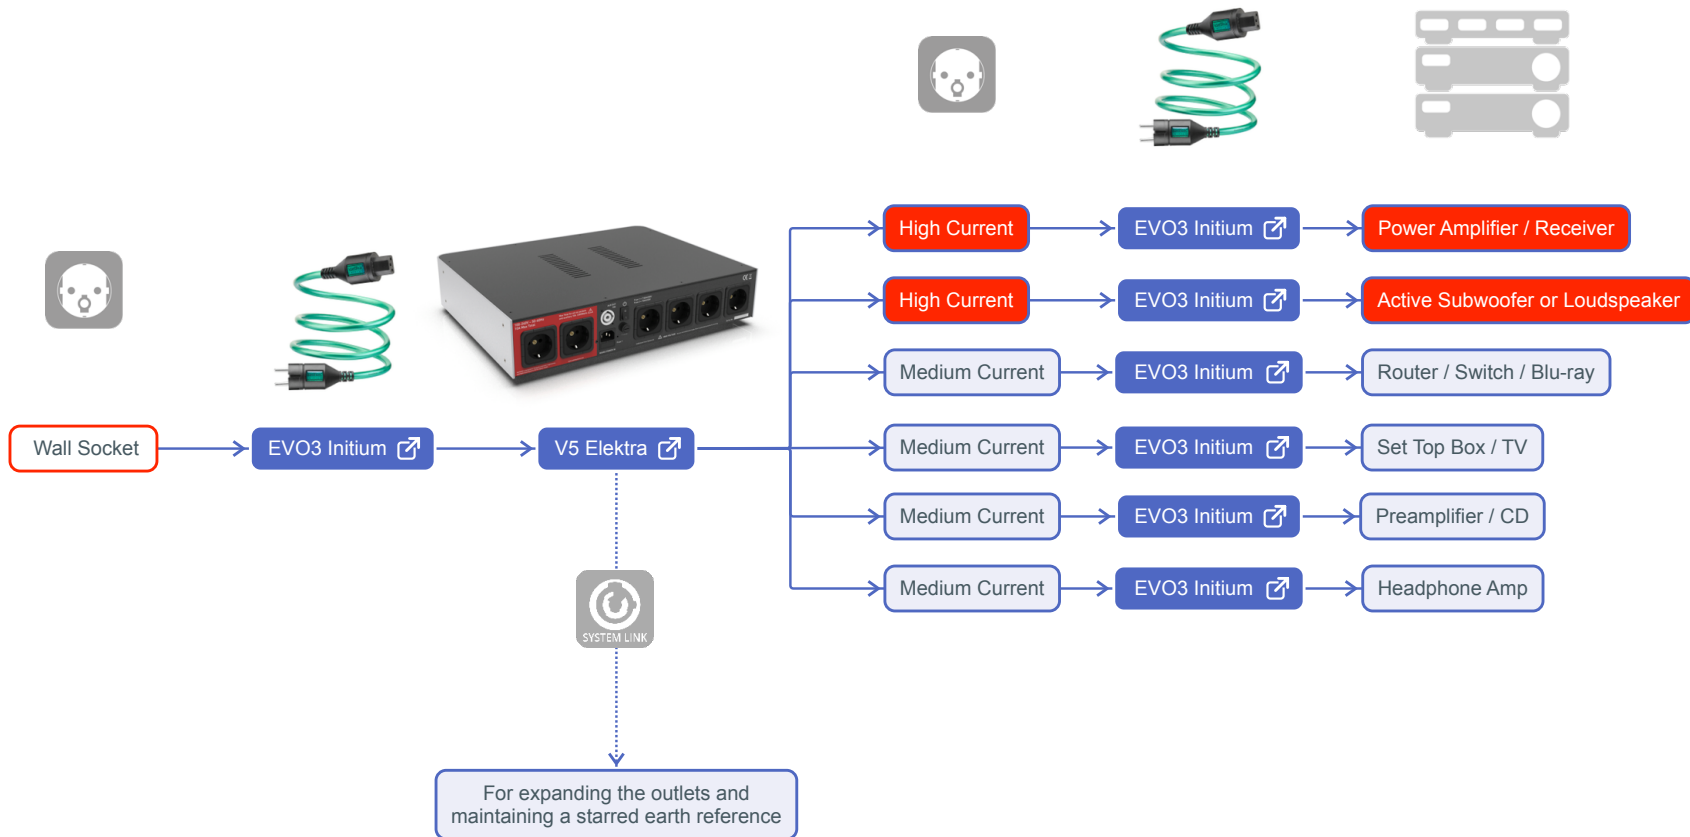 High Current
EVO3 Initium
Power Amplifier / Receiver
High Current
EVO3 Initium
Active Subwoofer or Loudspeaker
Medium Current
EVO3 Initium
Router / Switch / Blu-ray
Wall Socket
EVO3 Initium
V5 Elektra
Medium Current
EVO3 Initium
Set Top Box / TV
Medium Current
EVO3 Initium
Preamplifier / CD
Medium Current
EVO3 Initium
Headphone Amp
SYSTEM LINK
For expanding the outlets and
maintaining a starred earth reference